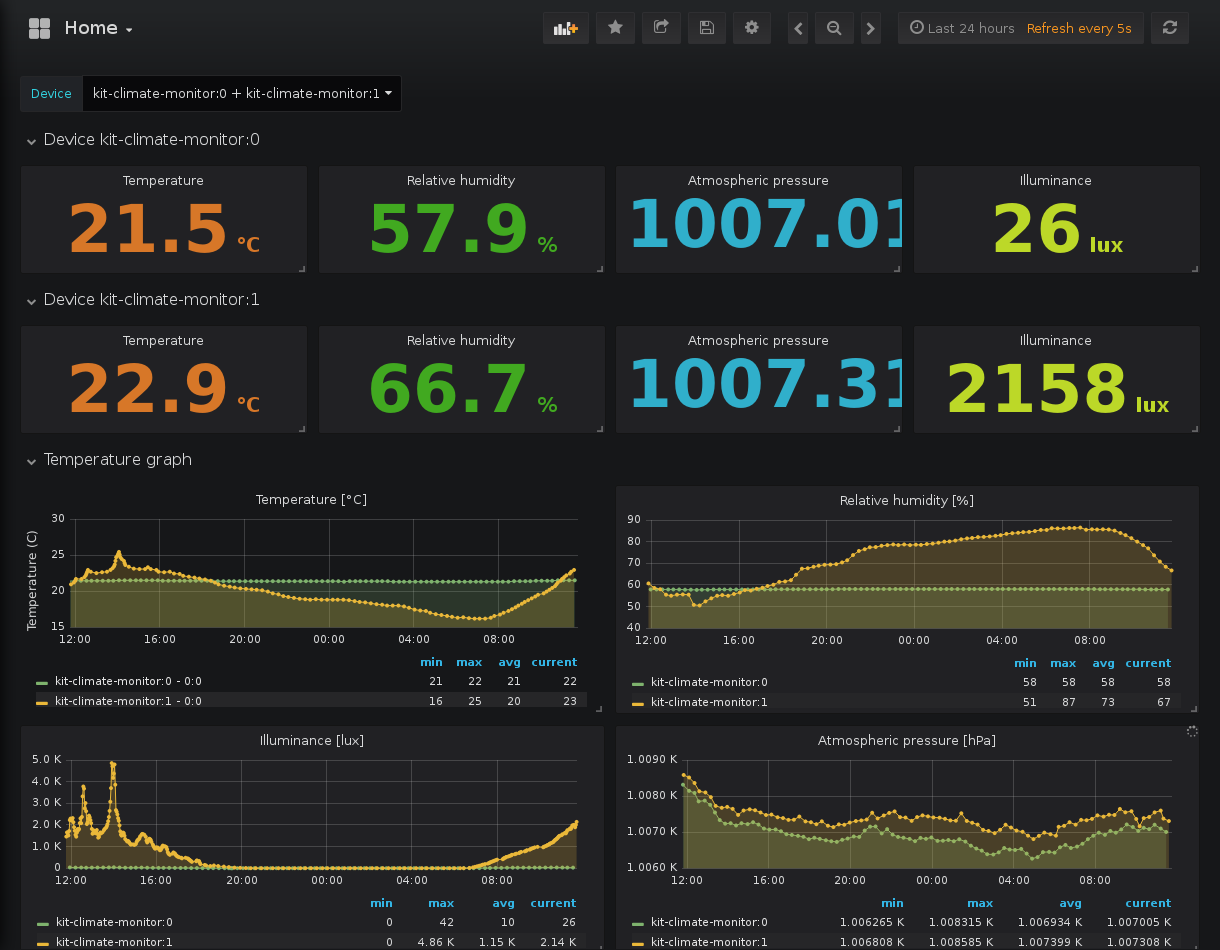 Home
Last 24 hours Refresh every 5s
Device kit-climate-monitor:0 + kit-climate-monitor:1
Device kit-climate-monitor:0
Temperature Relative humidity Atmospheric pressure Illuminance
21.5 °C 57.9 % 1007.01 26 lux
Device kit-climate-monitor:1
Temperature Relative humidity Atmospheric pressure Illuminance
22.9 °C 66.7 % 1007.31 2158 lux
Temperature graph
Temperature [°C]
Temperature (C)
30
25
20
15
12:00 16:00 20:00 00:00 04:00 08:00
min max avg current
kit-climate-monitor:0 - 0:0 21 22 21 22
kit-climate-monitor:1 - 0:0 16 25 20 23
Relative humidity [%]
90
80
70
60
50
40
12:00 16:00 20:00 00:00 04:00 08:00
min max avg current
kit-climate-monitor:0 58 58 58 58
kit-climate-monitor:1 51 87 73 67
Illuminance [lux]
5.0 K
4.0 K
3.0 K
2.0 K
1.0 K
0
12:00 16:00 20:00 00:00 04:00 08:00
min max avg current
kit-climate-monitor:0 0 42 10 26
kit-climate-monitor:1 0 4.86 K 1.15 K 2.14 K
Atmospheric pressure [hPa]
1.0090 K
1.0080 K
1.0070 K
1.0060 K
12:00 16:00 20:00 00:00 04:00 08:00
min max avg current
kit-climate-monitor:0 1.006265 K 1.008315 K 1.006934 K 1.007005 K
kit-climate-monitor:1 1.006808 K 1.008585 K 1.007399 K 1.007308 K